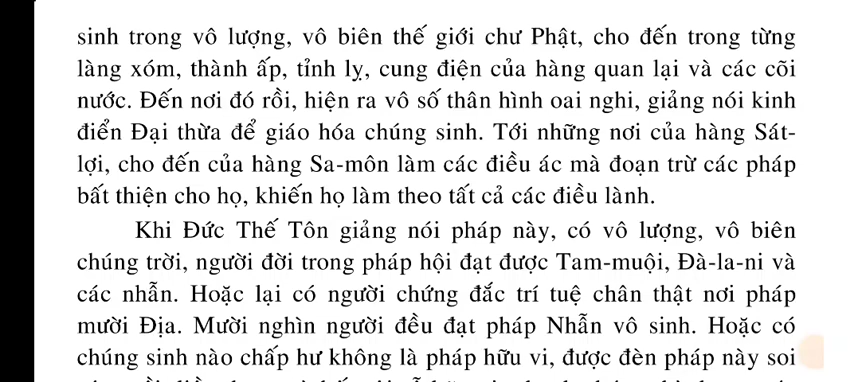 sinh trong vô lượng, vô biên thế giới chư Phật, cho đến trong từng
làng xóm, thành ấp, tỉnh lỵ, cung điện của hàng quan lại và các cõi
nước. Đến nơi đó rồi, hiện ra vô số thân hình oai nghi, giảng nói kinh
điển Đại thừa để giáo hóa chúng sinh. Tới những nơi của hàng Sát-
lợi, cho đến của hàng Sa-môn làm các điều ác mà đoạn trừ các pháp
bất thiện cho họ, khiến họ làm theo tất cả các điều lành.
Khi Đức Thế Tôn giảng nói pháp này, có vô lượng, vô biên
chúng trời, người đời trong pháp hội đạt được Tam-muội, Đà-la-ni và
các nhẫn. Hoặc lại có người chứng đắc trí tuệ chân thật nơi pháp
mười Địa. Mười nghìn người đều đạt pháp Nhẫn vô sinh. Hoặc có
chúng sinh nào chấp hư không là pháp hữu vi, được đèn pháp này soi